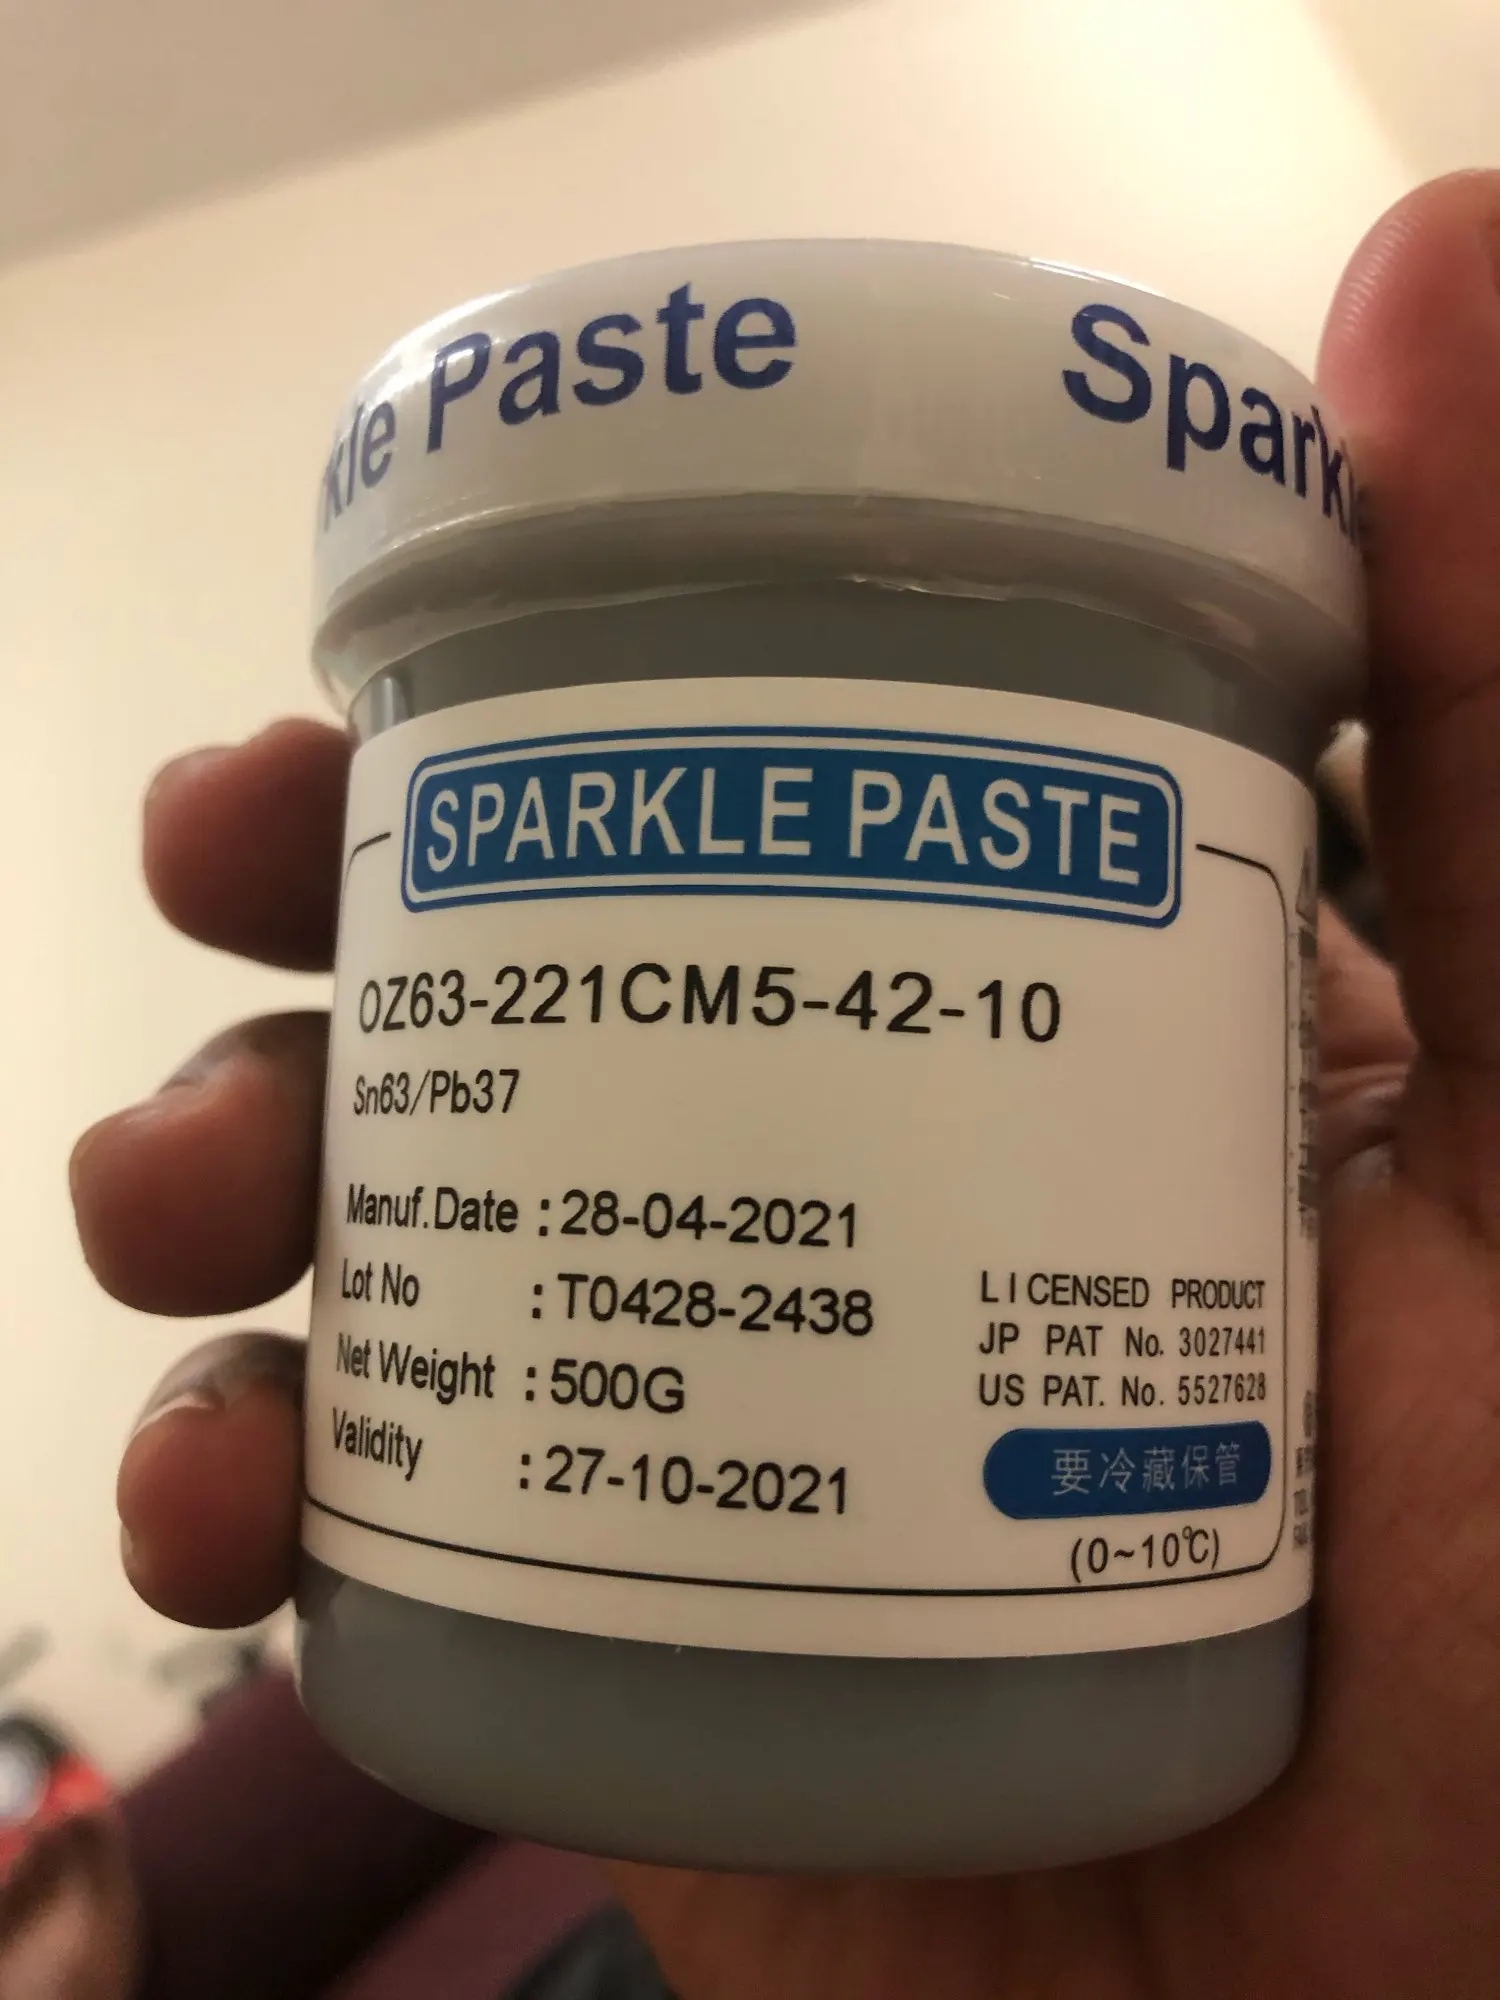 kle Paste Spark
SPARKLE PASTE
OZ63-221CM5-42-10
Sn63/Pb37
Manuf.Date : 28-04-2021
Lot No : T0428-2438
Net Weight : 500G
Validity : 27-10-2021
LICENSED PRODUCT
JP PAT No. 3027441
US PAT. No. 5527628
要冷藏保管
(0~10℃)